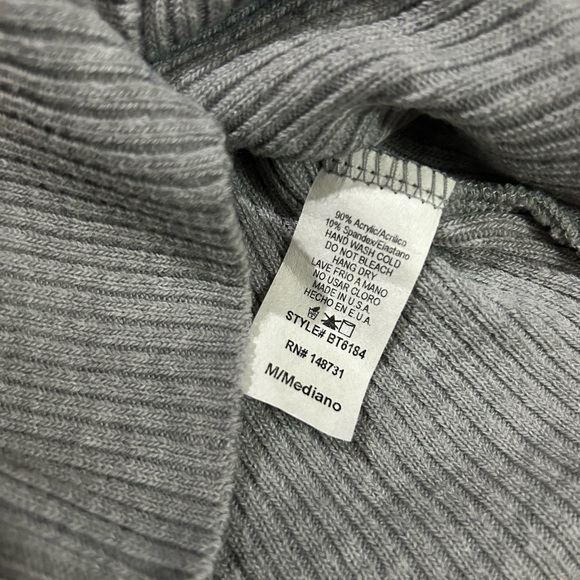 90% Acrylic/Acrilico
10% Spandex/Elastano
HAND WASH COLD
DO NOT BLEACH
HANG DRY
LAVE FRIO A MANO
NO USAR CLORO
MADE IN U.S.A.
HECHO EN E.U.A.
STYLE# BT6184
RN# 148731
M/Mediano